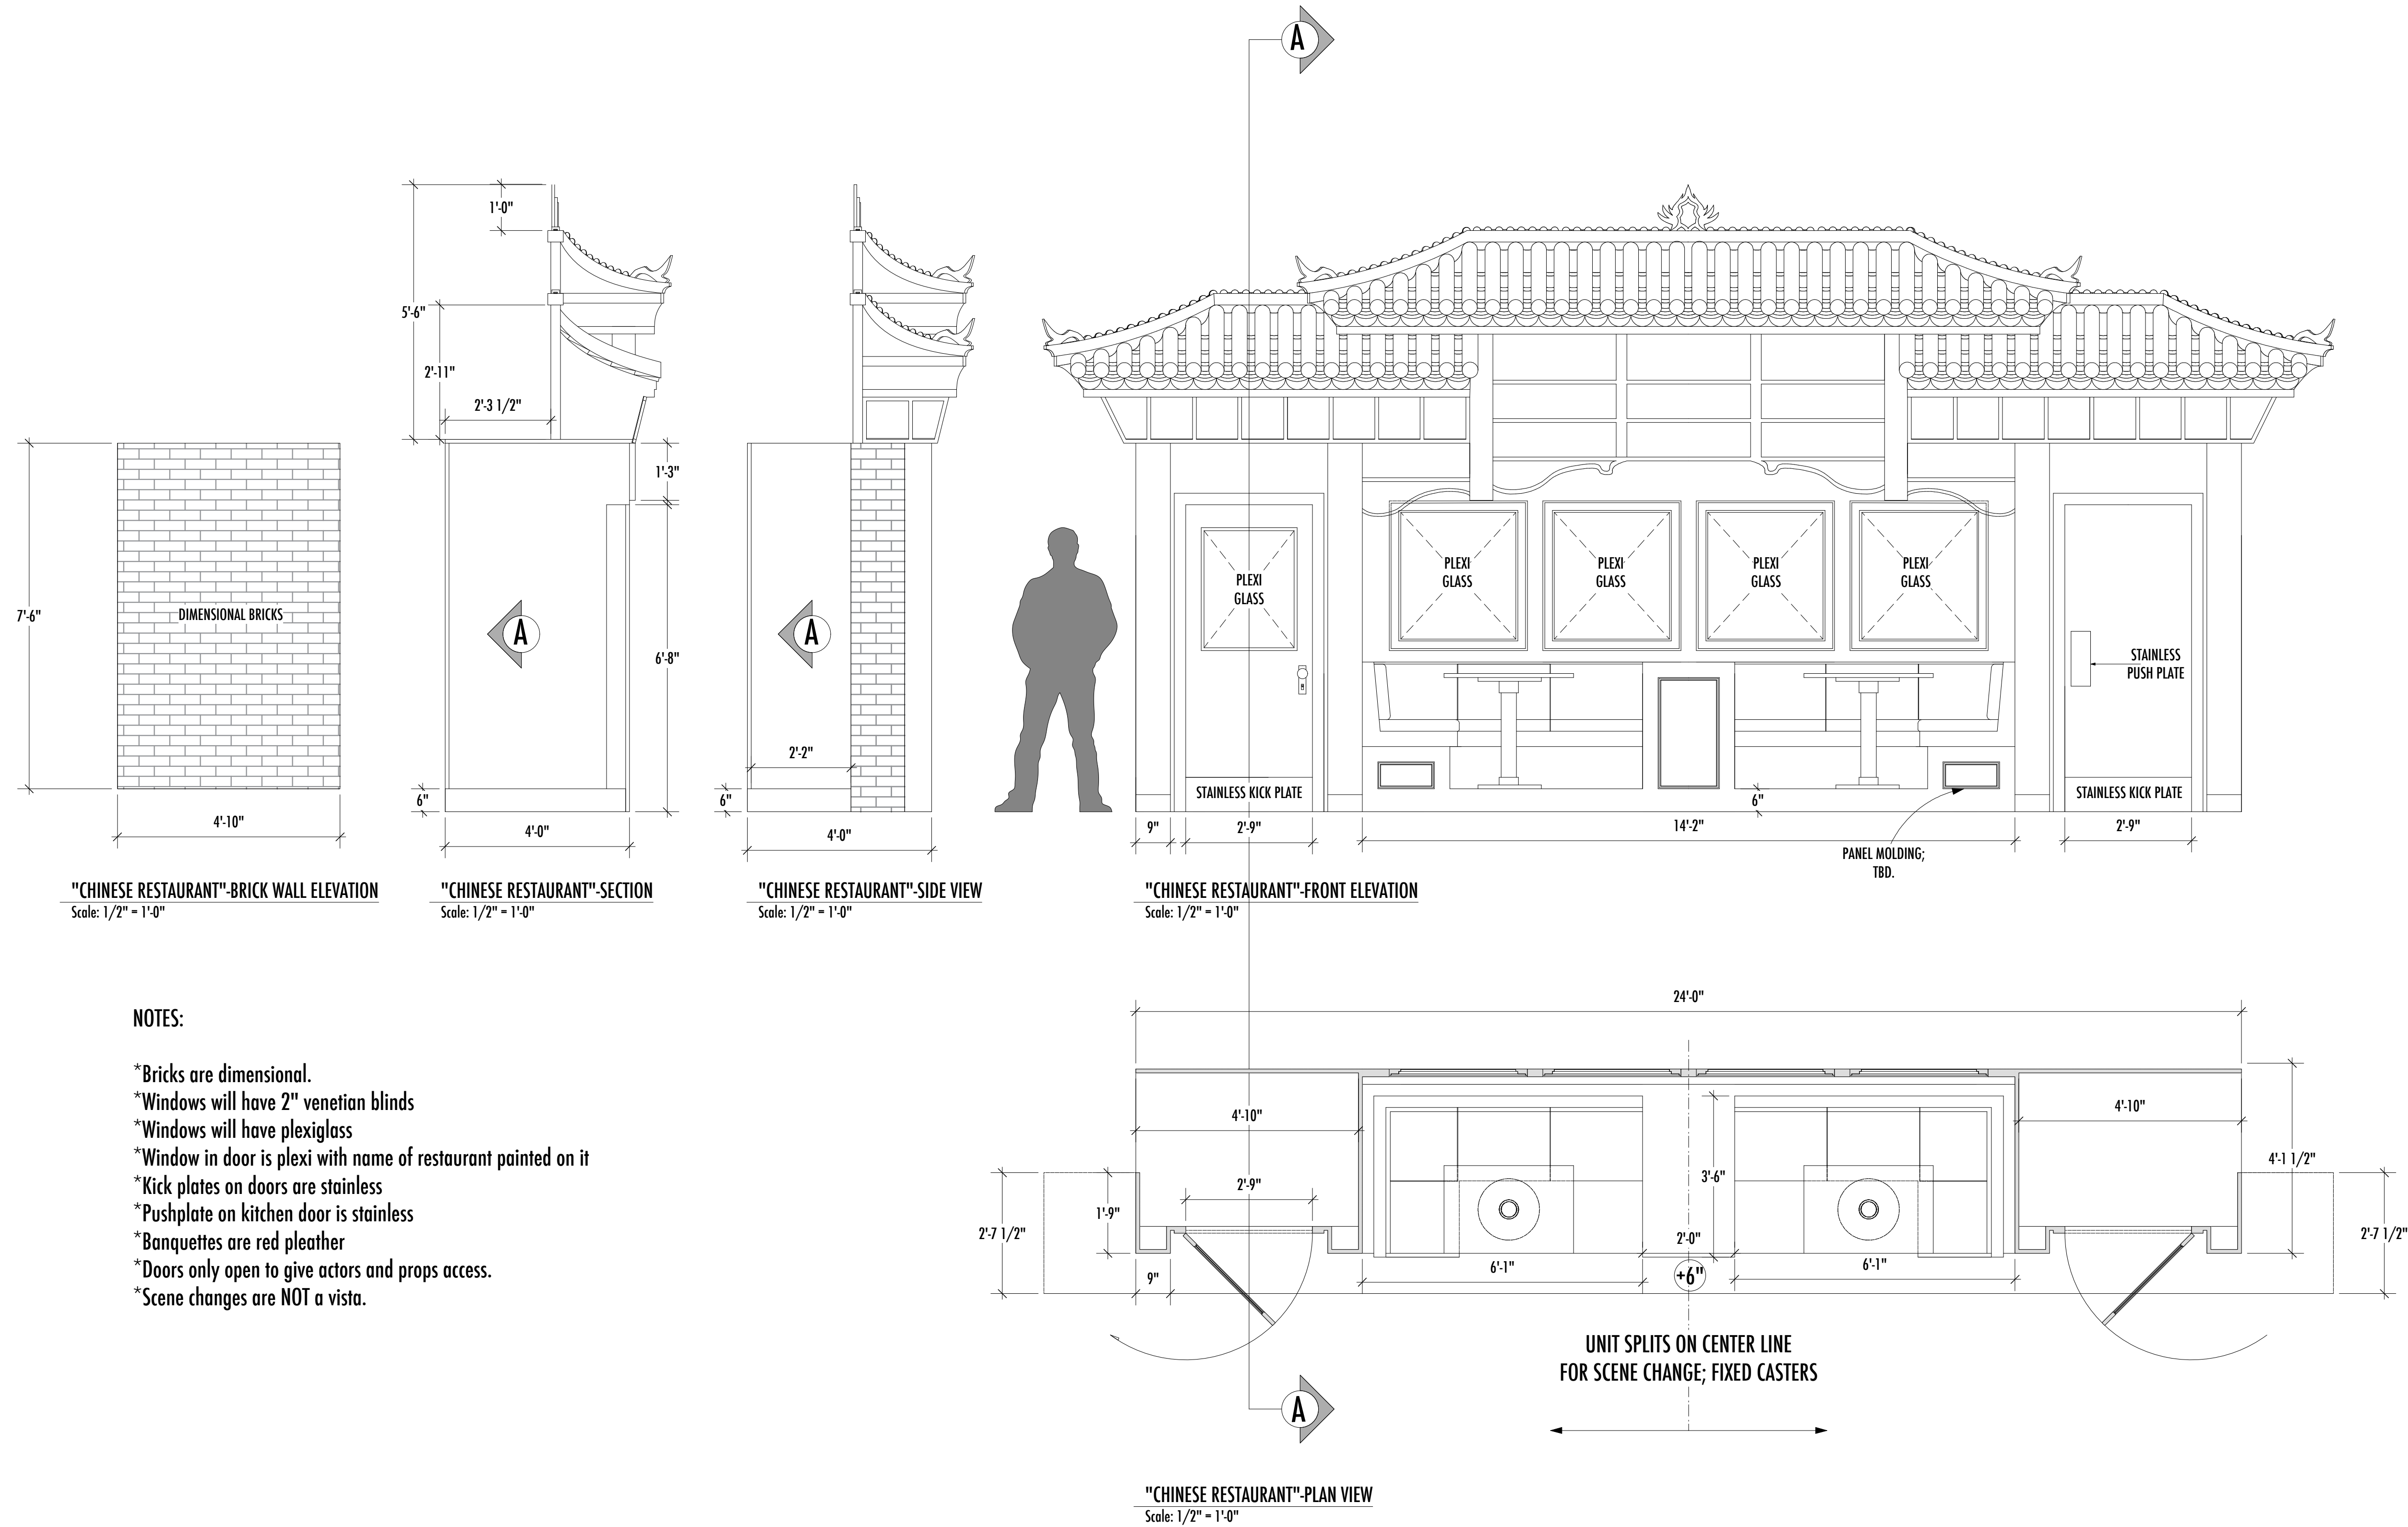 A
1'-0"
5'-6"
2'-11"
2'-3 1/2"
1'-3"
7'-6"
DIMENSIONAL BRICKS
A
6'-8"
6"
4'-10"
4'-0"
A
2'-2"
6"
4'-0"
PLEXI
GLASS
PLEXI
GLASS
PLEXI
GLASS
PLEXI
GLASS
PLEXI
GLASS
STAINLESS
PUSH PLATE
STAINLESS KICK PLATE
6"
STAINLESS KICK PLATE
9"
2'-9"
14'-2"
2'-9"
PANEL MOLDING;
TBD.
"CHINESE RESTAURANT"-BRICK WALL ELEVATION
Scale: 1/2" = 1'-0"
"CHINESE RESTAURANT"-SECTION
Scale: 1/2" = 1'-0"
"CHINESE RESTAURANT"-SIDE VIEW
Scale: 1/2" = 1'-0"
"CHINESE RESTAURANT"-FRONT ELEVATION
Scale: 1/2" = 1'-0"
NOTES:
*Bricks are dimensional.
*Windows will have 2" venetian blinds
*Windows will have plexiglass
*Window in door is plexi with name of restaurant painted on it
*Kick plates on doors are stainless
*Pushplate on kitchen door is stainless
*Banquettes are red pleather
*Doors only open to give actors and props access.
*Scene changes are NOT a vista.
24'-0"
4'-10"
4'-10"
4'-1 1/2"
2'-9"
3'-6"
1'-9"
2'-7 1/2"
2'-7 1/2"
2'-0"
6'-1"
6'-1"
9"
+6"
UNIT SPLITS ON CENTER LINE
FOR SCENE CHANGE; FIXED CASTERS
A
"CHINESE RESTAURANT"-PLAN VIEW
Scale: 1/2" = 1'-0"